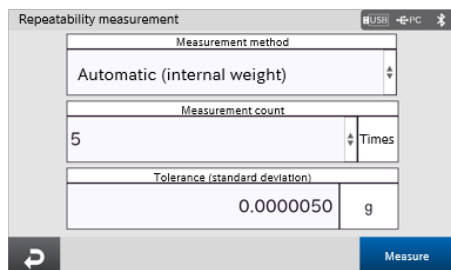 Repeatability measurement USB PC
Measurement method
Automatic (internal weight)
Measurement count
5 Times
Tolerance (standard deviation)
0.0000050 g
Measure